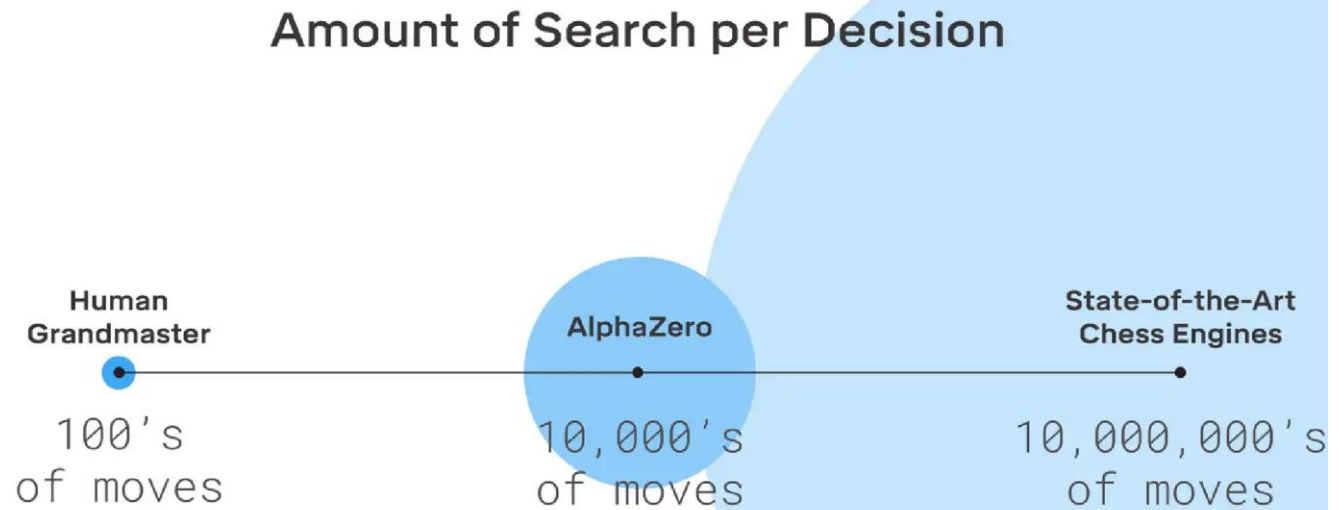 Amount of Search per Decision
Human
Grandmaster
100's
of moves
AlphaZero
10,000's
of moves
State-of-the-Art
Chess Engines
10,000,000's
of moves